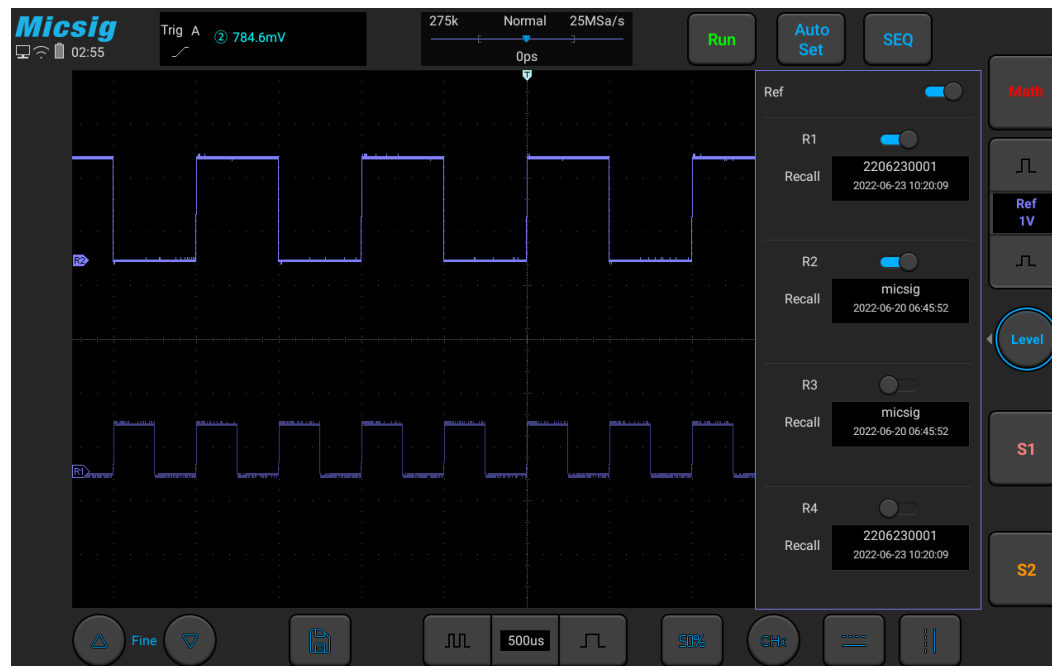 Micsig
02:55
Trig A ② 784.6mV
275k Normal 25MSa/s
0ps
T
Run
Auto
Set
SEQ
Math
Ref
1V
Level
S1
S2
Ref
R1
Recall
2206230001
2022-06-23 10:20:09
R2
Recall
micsig
2022-06-20 06:45:52
R3
Recall
micsig
2022-06-20 06:45:52
R4
Recall
2206230001
2022-06-23 10:20:09
R2
R1
Fine
500us
50%
CHx